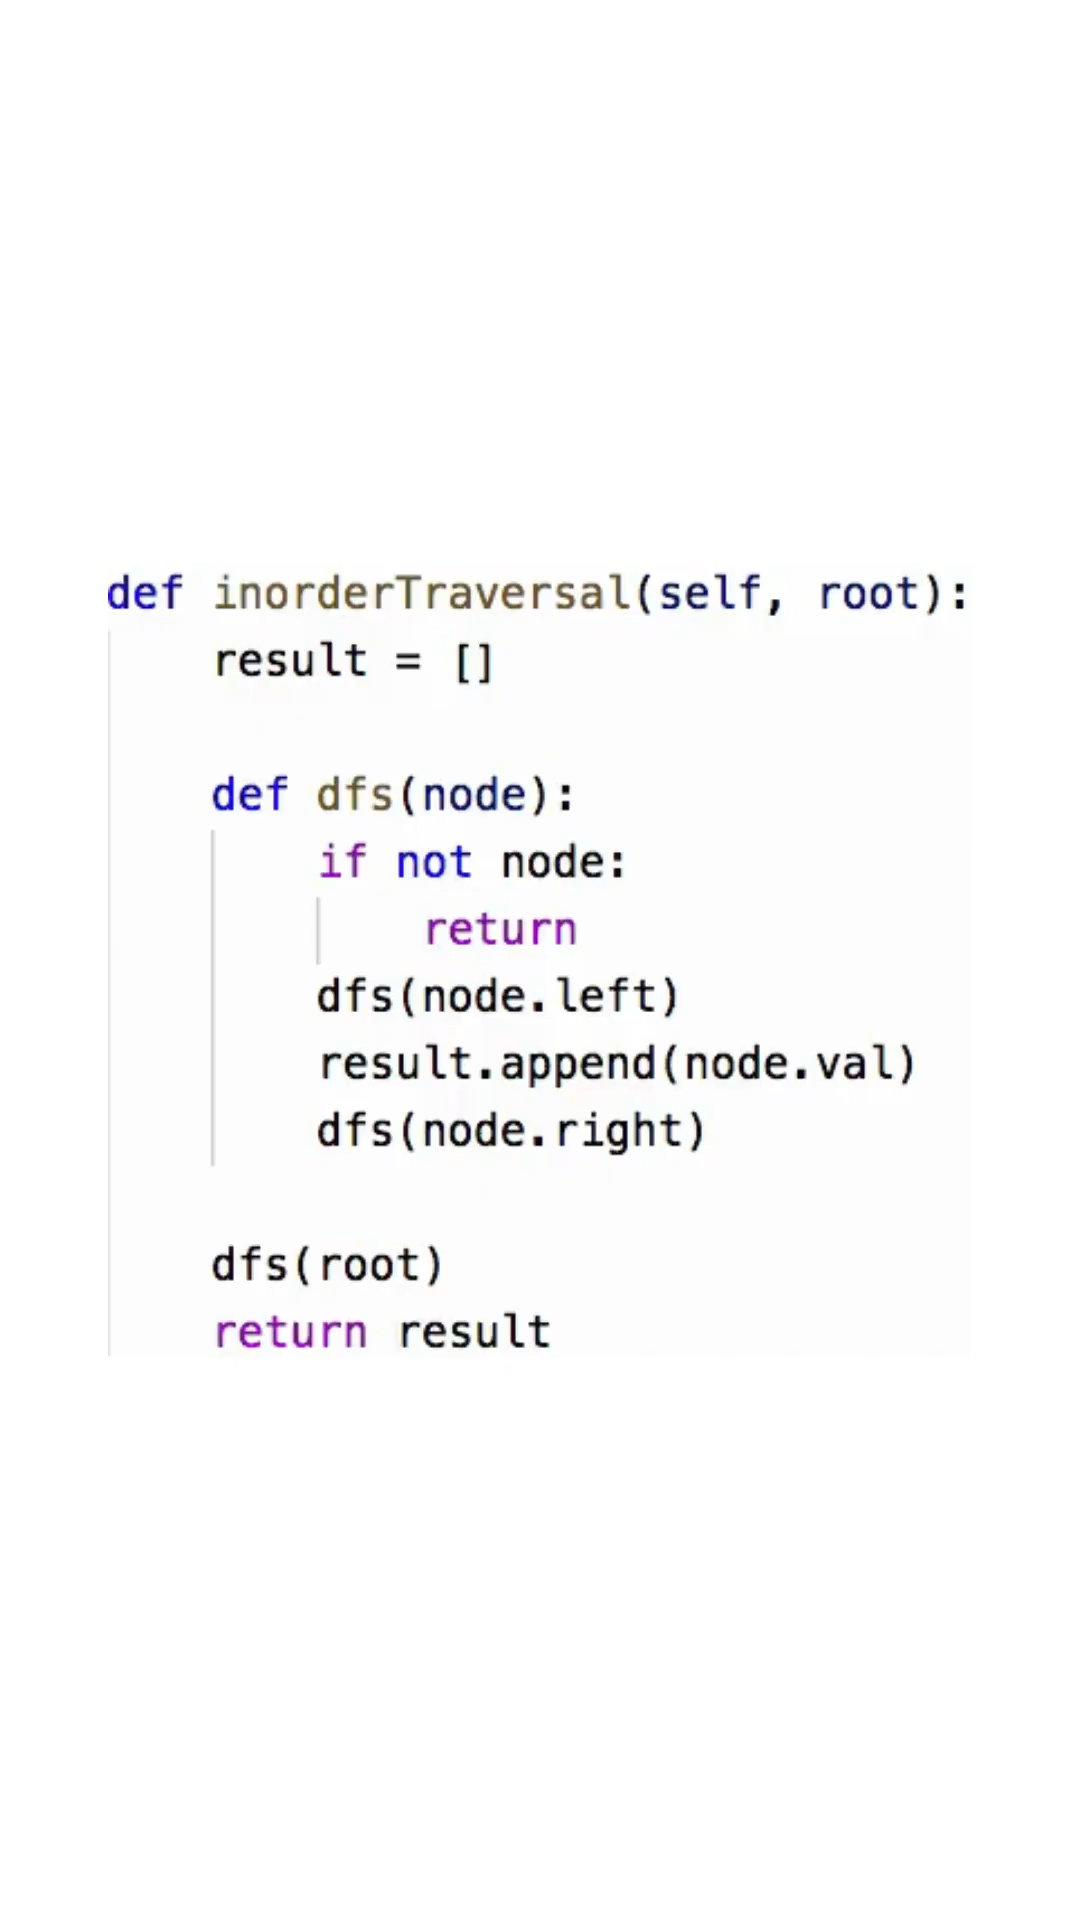 def inorderTraversal(self, root):
    result = []

    def dfs(node):
        if not node:
            return
        dfs(node.left)
        result.append(node.val)
        dfs(node.right)

    dfs(root)
    return result